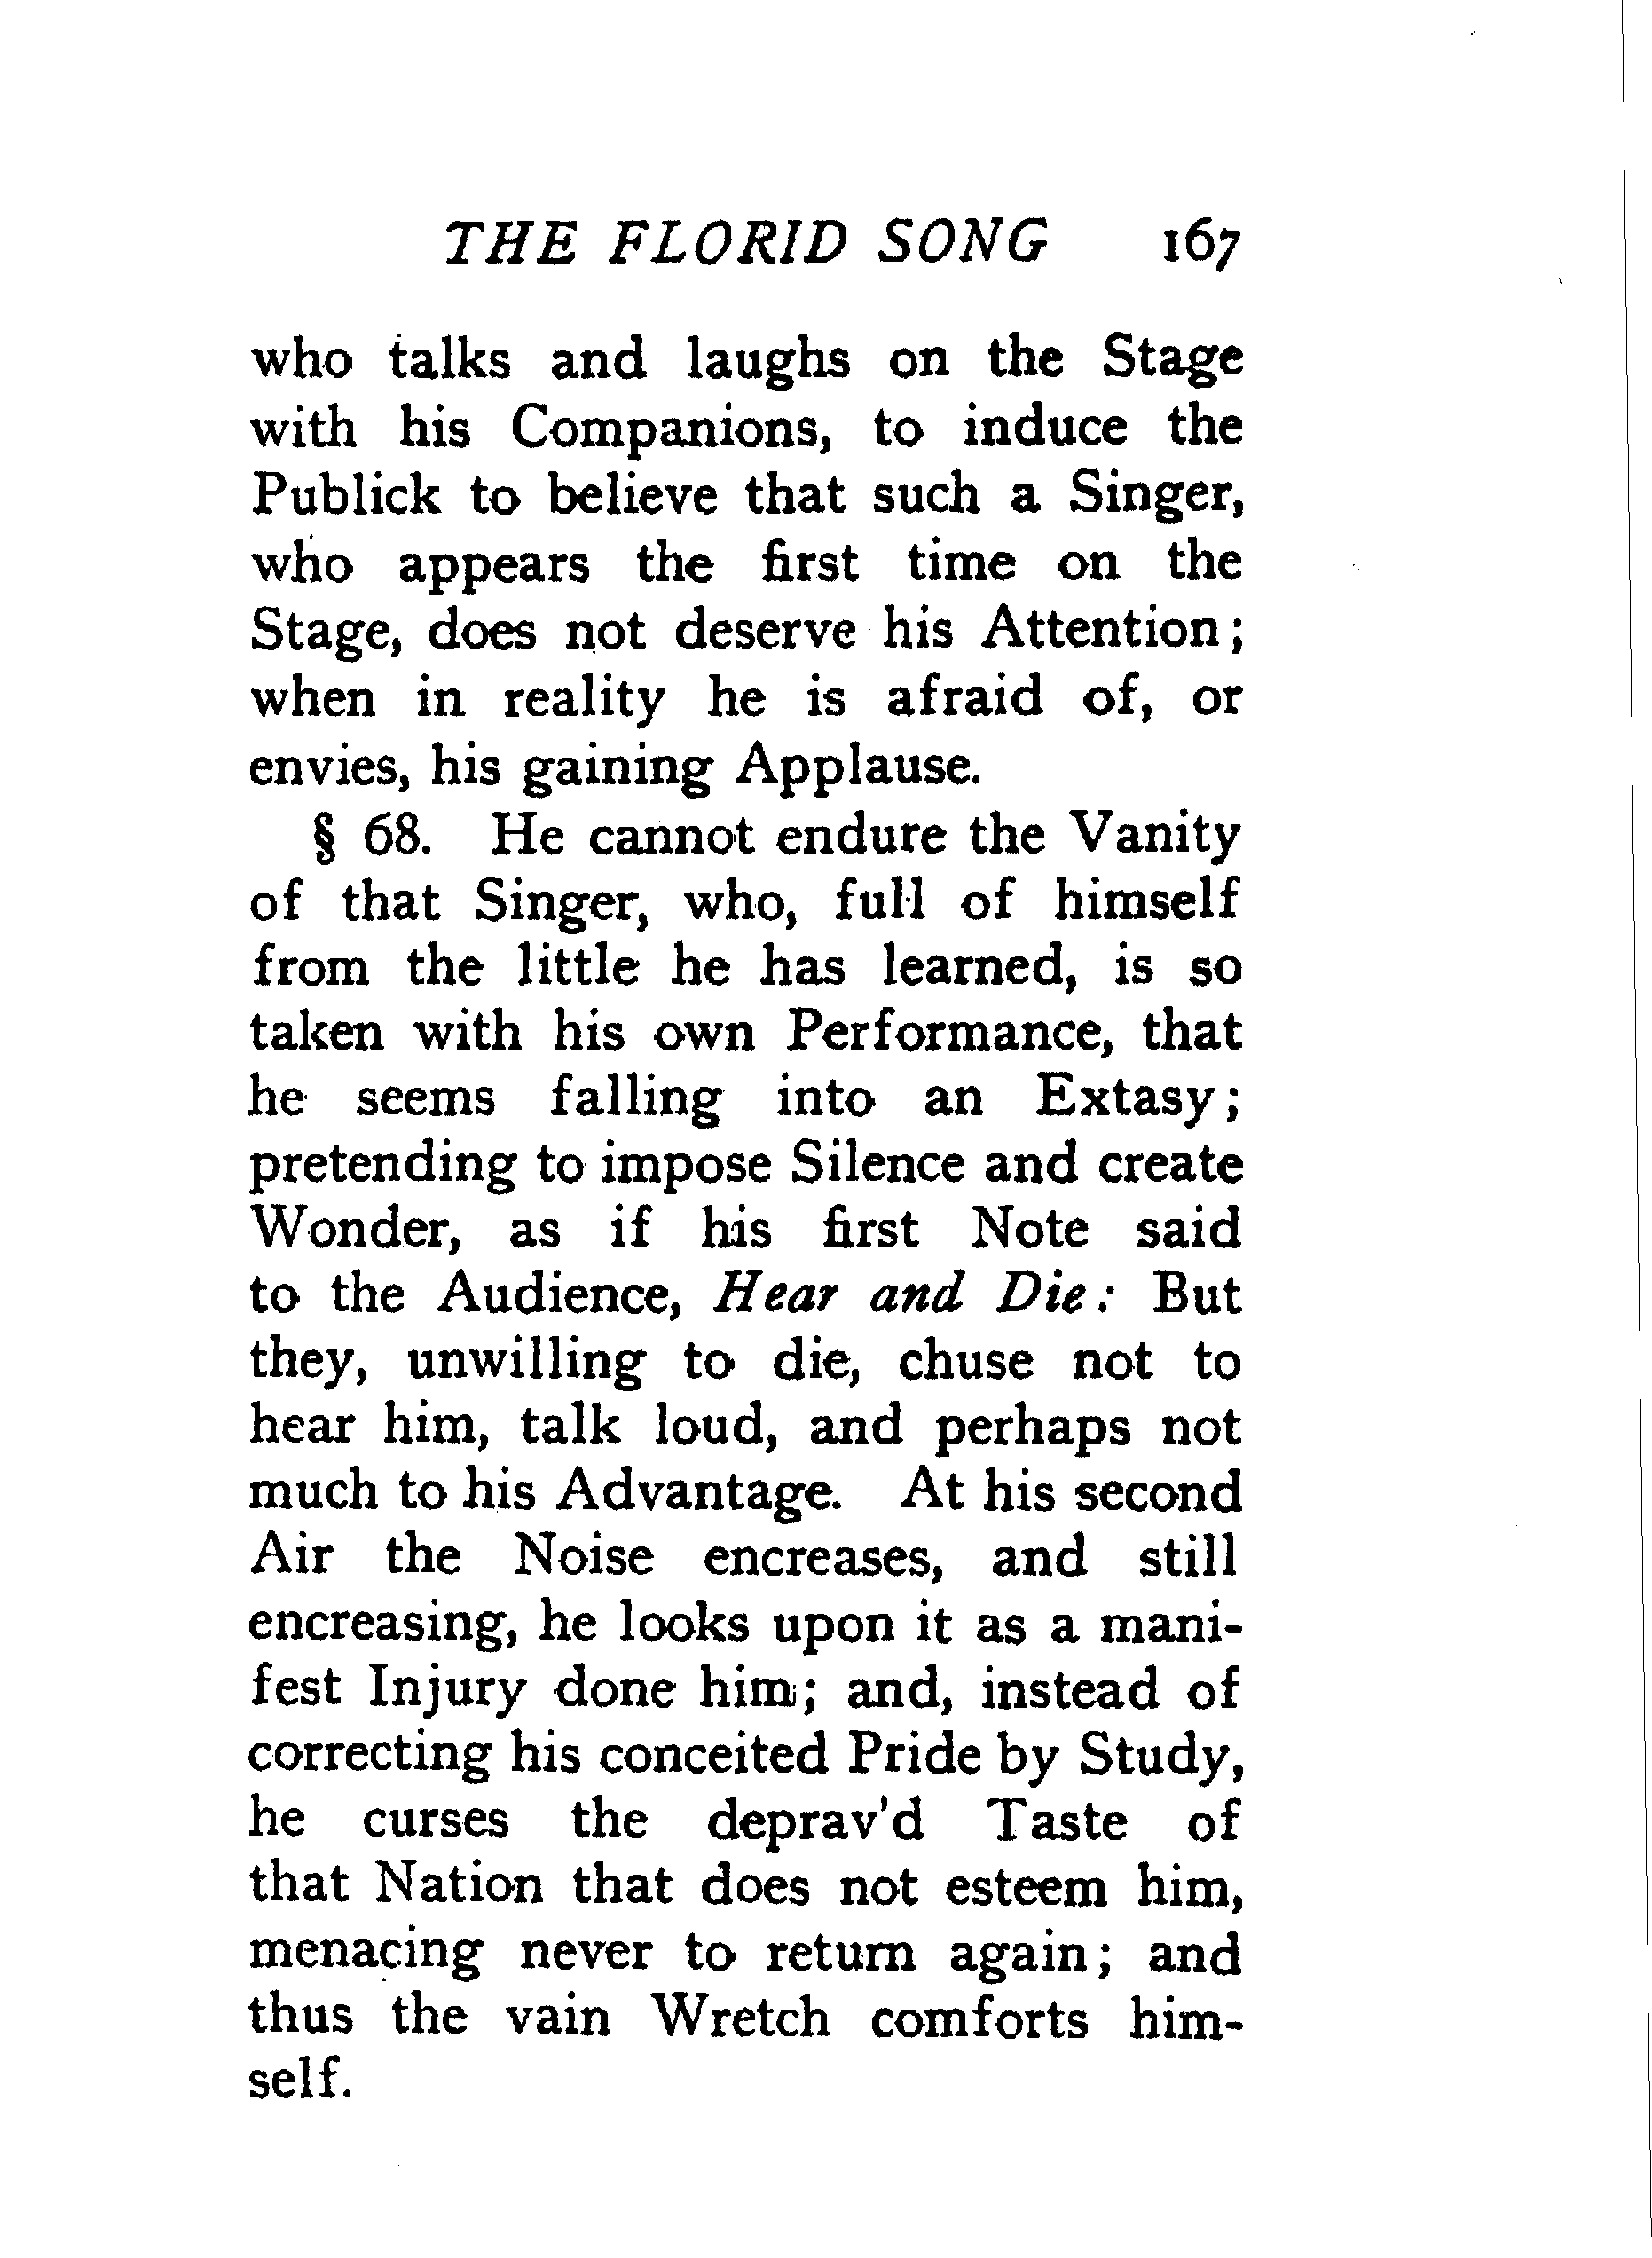 THE FLORID SONG 167
who talks and laughs on the Stage
with his Companions, to induce the
Publick to believe that such a Singer,
who appears the first time on the
Stage, does not deserve his Attention;
when in reality he is afraid of, or
envies, his gaining Applause.
§ 68. He cannot endure the Vanity
of that Singer, who, full of himself
from the little he has learned, is so
taken with his own Performance, that
he seems falling into an Extasy;
pretending to impose Silence and create
Wonder, as if his first Note said
to the Audience, Hear and Die: But
they, unwilling to die, chuse not to
hear him, talk loud, and perhaps not
much to his Advantage. At his second
Air the Noise encreases, and still
encreasing, he looks upon it as a mani-
fest Injury done him; and, instead of
correcting his conceited Pride by Study,
he curses the deprav'd Taste of
that Nation that does not esteem him,
menacing never to return again; and
thus the vain Wretch comforts him-
self.